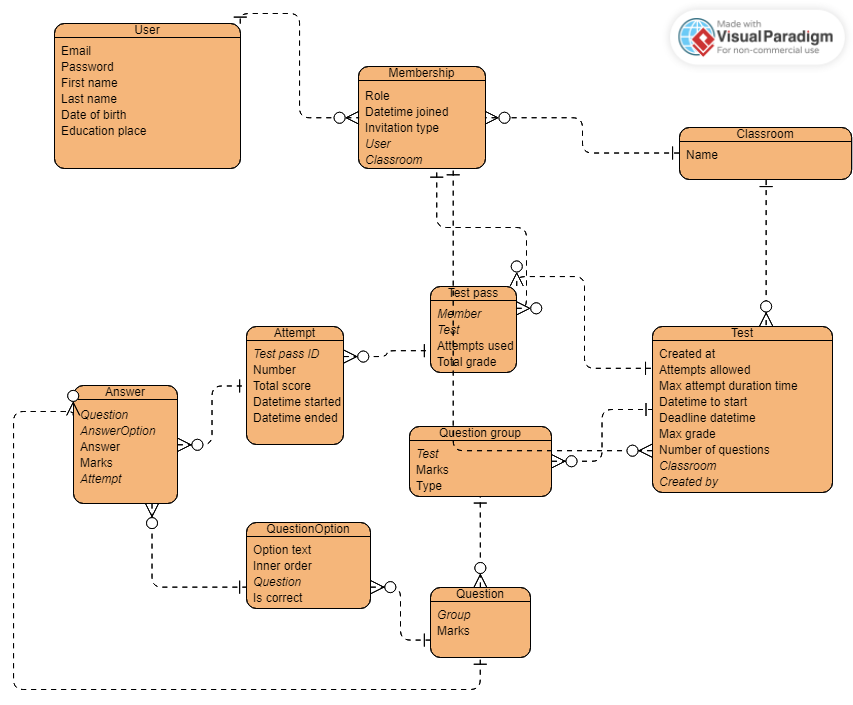 Made with
VisualParadigm
For non-commercial use
User
Email
Password
First name
Last name
Date of birth
Education place
Membership
Role
Datetime joined
Invitation type
User
Classroom
Classroom
Name
Test pass
Member
Test
Attempts used
Total grade
Attempt
Test pass ID
Number
Total score
Datetime started
Datetime ended
Test
Created at
Attempts allowed
Max attempt duration time
Datetime to start
Deadline datetime
Max grade
Number of questions
Classroom
Created by
Answer
Question
AnswerOption
Answer
Marks
Attempt
Question group
Test
Marks
Type
QuestionOption
Option text
Inner order
Question
Is correct
Question
Group
Marks